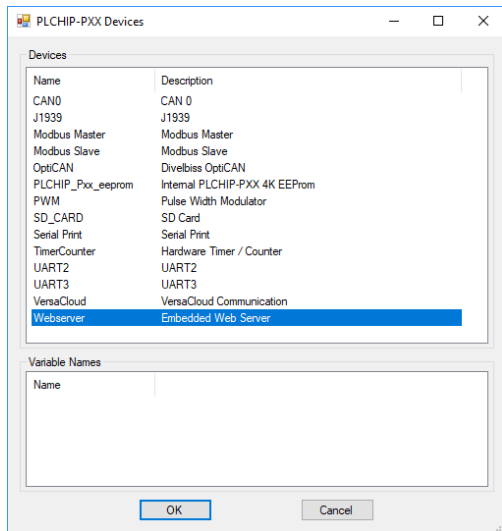 PLCHIP-PXX Devices
Devices
Name Description
CAN0 CAN 0
J1939 J1939
Modbus Master Modbus Master
Modbus Slave Modbus Slave
OptiCAN Divelbiss OptiCAN
PLCHIP_Pxx_eeprom Internal PLCHIP-PXX 4K EEProm
PWM Pulse Width Modulator
SD_CARD SD Card
Serial Print Serial Print
TimerCounter Hardware Timer / Counter
UART2 UART2
UART3 UART3
VersaCloud VersaCloud Communication
Webserver Embedded Web Server
Variable Names
Name
OK Cancel